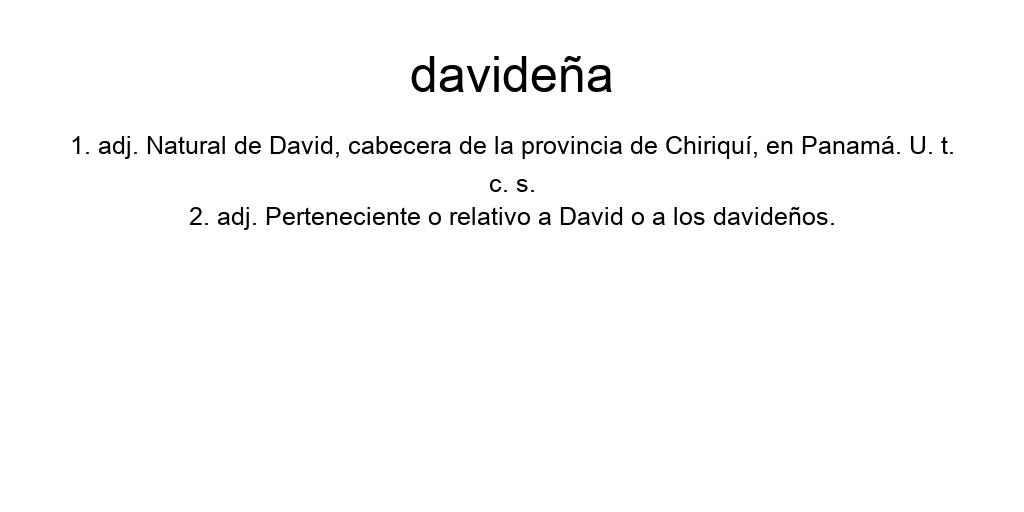 davideña
1. adj. Natural de David, cabecera de la provincia de Chiriquí, en Panamá. U. t.
c. s.
2. adj. Perteneciente o relativo a David o a los davideños.